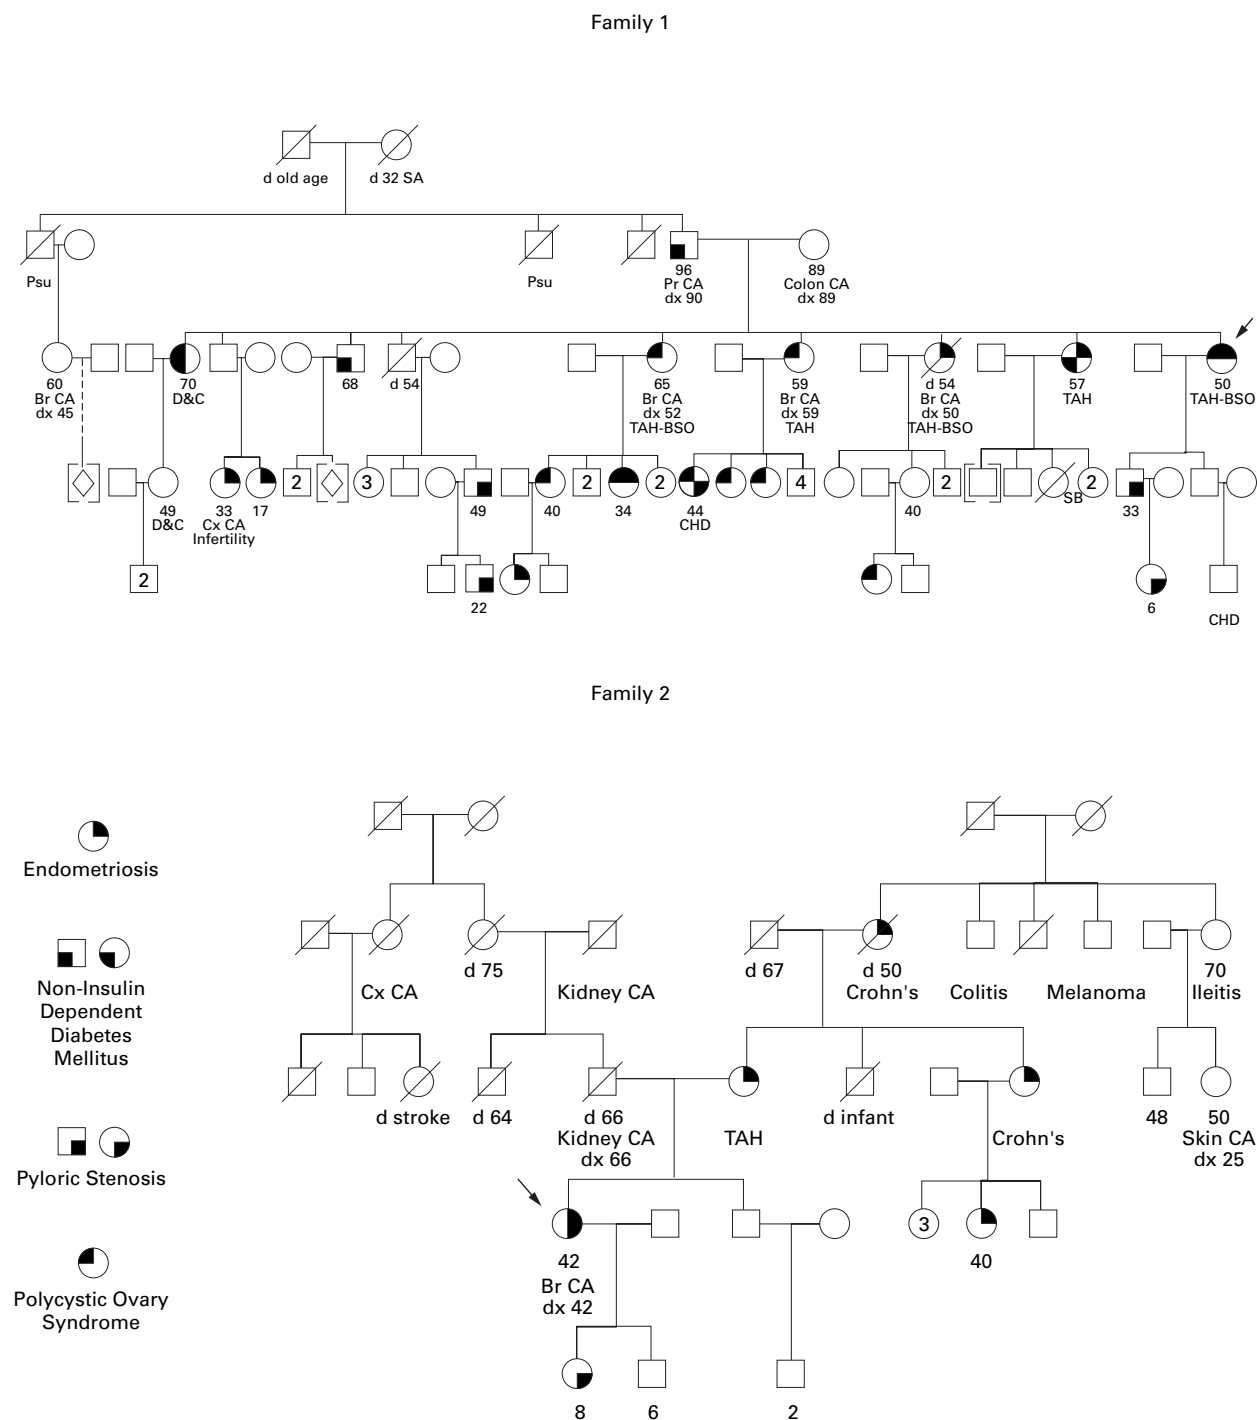 Family 1
d old age
d 32 SA
Psu
Psu
96
Pr CA
dx 90
89
Colon CA
dx 89
60
Br CA
dx 45
70
D&C
68
d 54
65
Br CA
dx 52
TAH-BSO
59
Br CA
dx 59
TAH
d 54
Br CA
dx 50
TAH-BSO
57
TAH
50
TAH-BSO
49
D&C
33
Cx CA
Infertility
17
2
3
49
40
2
34
2
44
CHD
4
40
2
SB
2
33
2
22
6
CHD
Family 2
Endometriosis
Non-Insulin
Dependent
Diabetes
Mellitus
Pyloric Stenosis
Polycystic Ovary
Syndrome
Cx CA
d 75
Kidney CA
d 67
d 50
Crohn's
Colitis
Melanoma
70
Ileitis
d stroke
d 64
d 66
Kidney CA
dx 66
TAH
d infant
Crohn's
48
50
Skin CA
dx 25
42
Br CA
dx 42
3
40
8
6
2